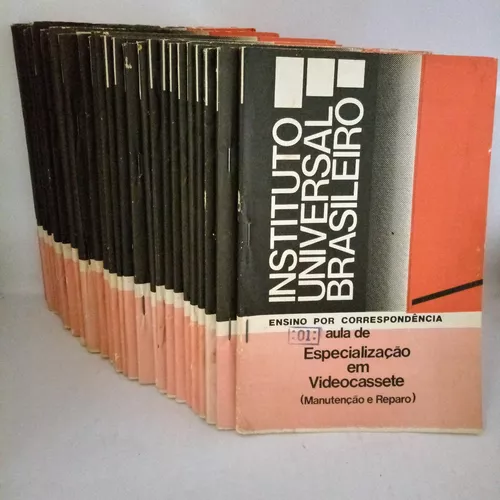 INSTITUTO
UNIVERSAL
BRASILEIRO
ENSINO POR CORRESPONDÊNCIA
:01: aula de
Especialização
em
Videocassete
(Manutenção e Reparo)